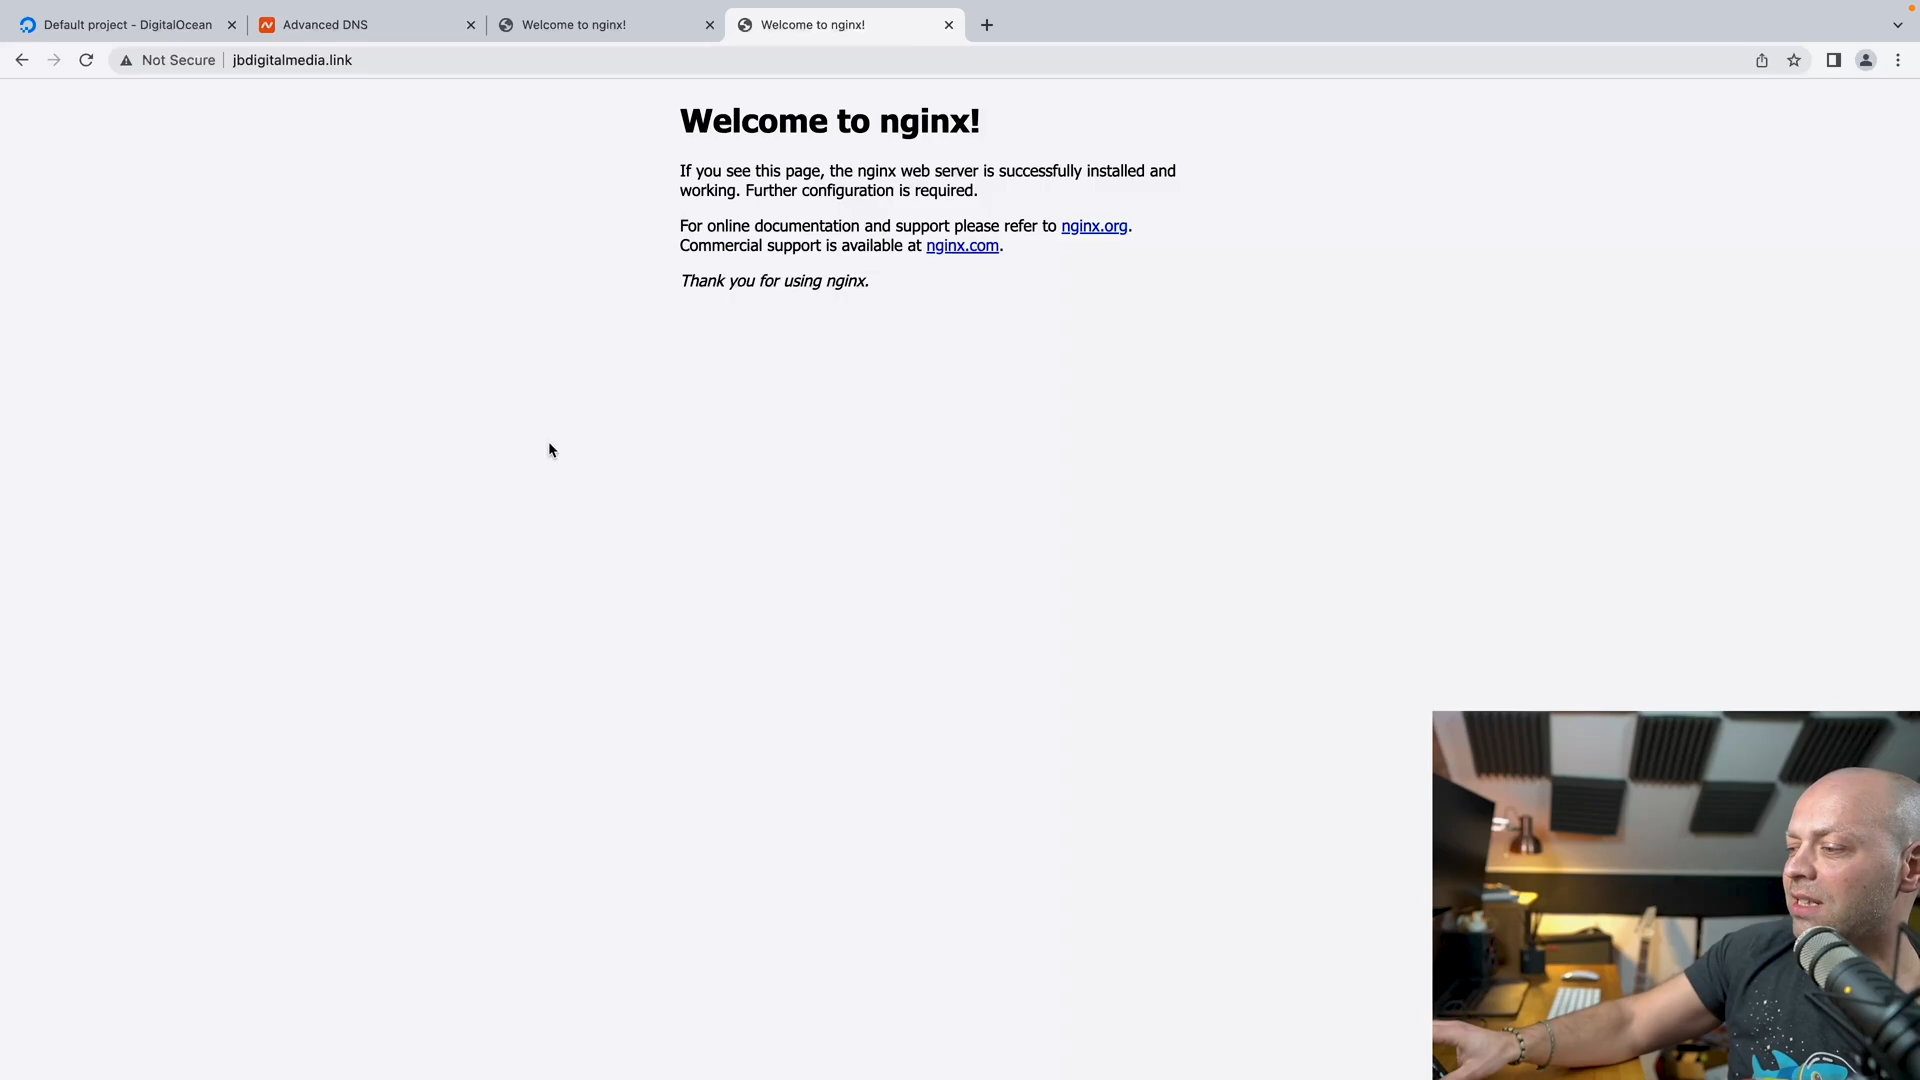 Default project - DigitalOcean
Advanced DNS
Welcome to nginx!
Welcome to nginx!
Not Secure
jbdigitalmedia.link
Welcome to nginx!
If you see this page, the nginx web server is successfully installed and
working. Further configuration is required.
For online documentation and support please refer to nginx.org.
Commercial support is available at nginx.com.
Thank you for using nginx.